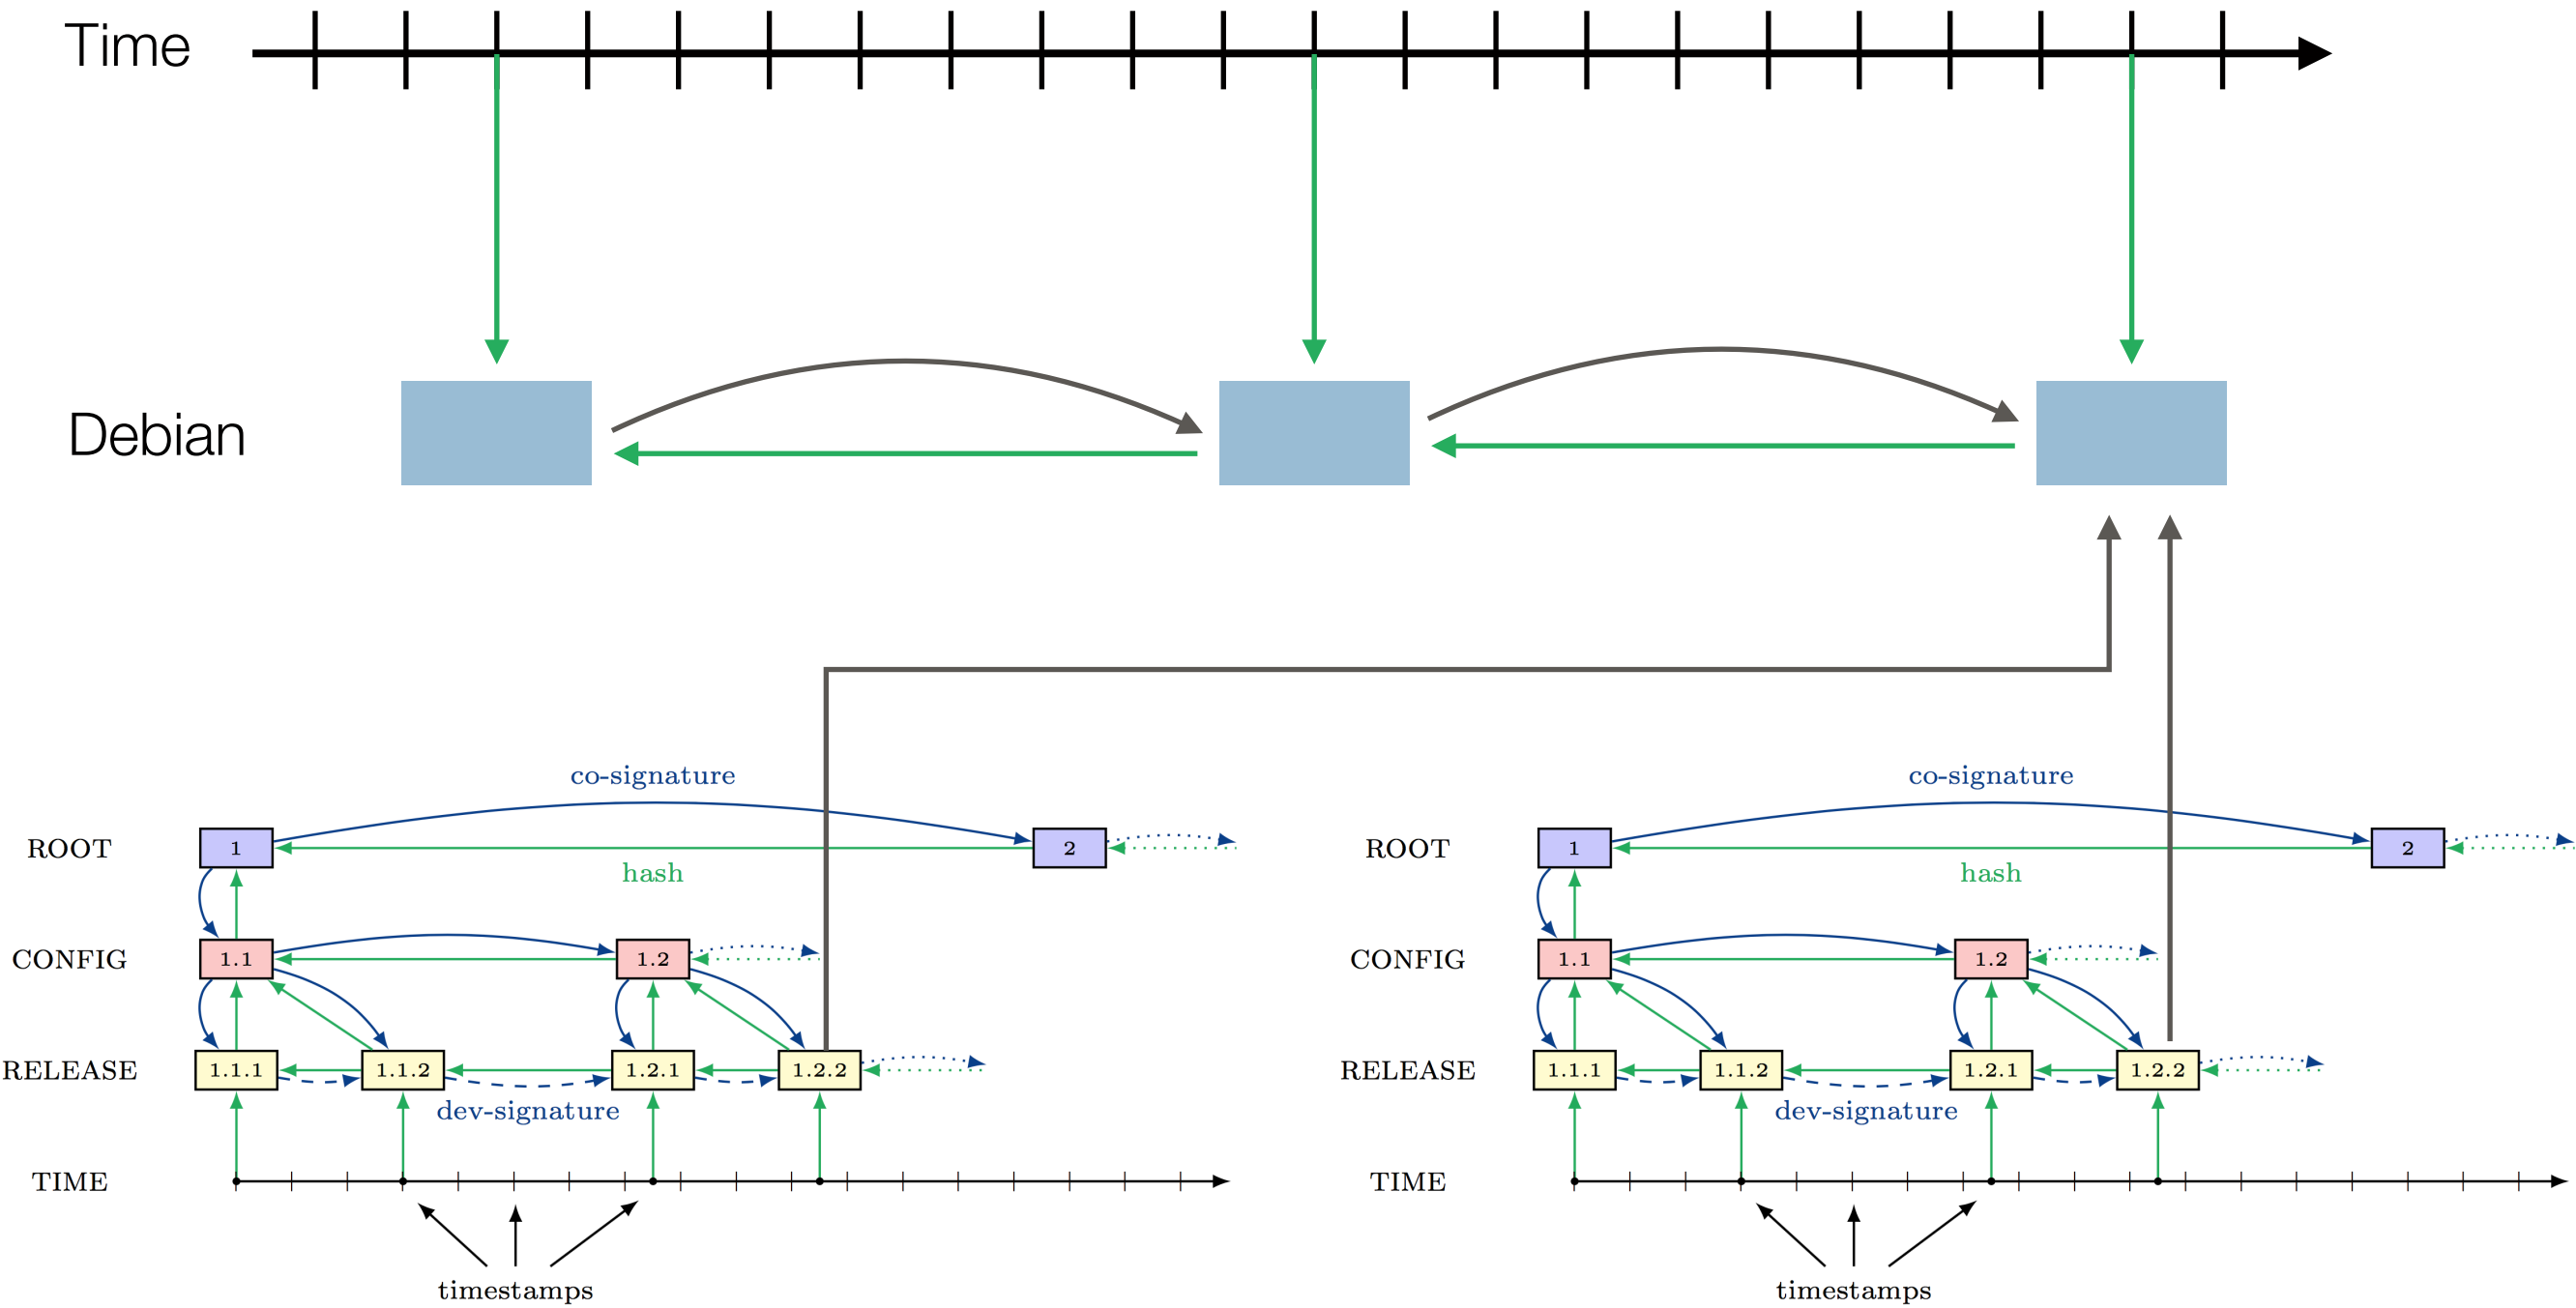 Time
Debian
co-signature
ROOT
1
2
hash
CONFIG
1.1
1.2
RELEASE
1.1.1
1.1.2
1.2.1
1.2.2
dev-signature
TIME
timestamps
co-signature
ROOT
1
2
hash
CONFIG
1.1
1.2
RELEASE
1.1.1
1.1.2
1.2.1
1.2.2
dev-signature
TIME
timestamps